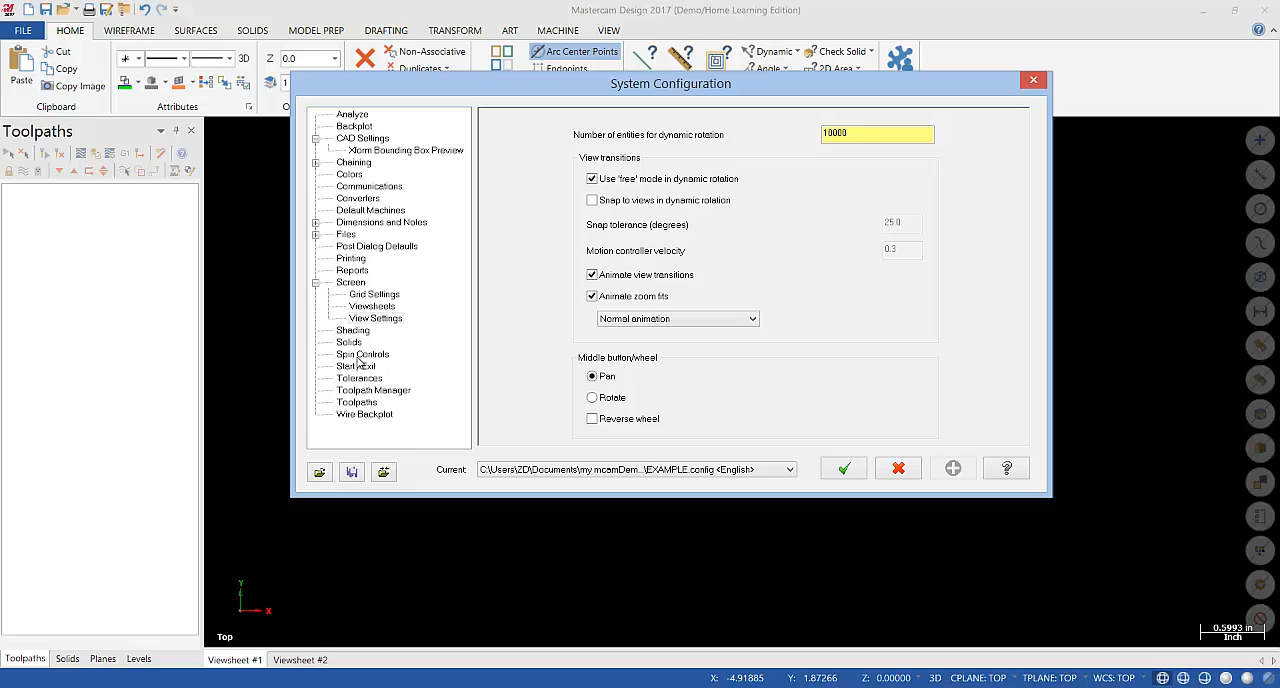 Mastercam Design 2017 (Demo/Home Learning Edition)
FILE HOME WIREFRAME SURFACES SOLIDS MODEL PREP DRAFTING TRANSFORM ART MACHINE VIEW
Paste
Cut
Copy
Copy Image
Clipboard
3D
Attributes
Z 0.0
1
Non-Associative
Duplicates
Arc Center Points
Endpoints
Dynamic
Angle
Check Solid
2D Area
Toolpaths
G1
System Configuration
Analyze
Backplot
CAD Settings
Xform Bounding Box Preview
Chaining
Colors
Communications
Converters
Default Machines
Dimensions and Notes
Files
Post Dialog Defaults
Printing
Reports
Screen
Grid Settings
Viewsheets
View Settings
Shading
Solids
Spin Controls
Start/Exit
Tolerances
Toolpath Manager
Toolpaths
Wire Backplot
Number of entities for dynamic rotation 10000
View transitions
Use 'free' mode in dynamic rotation
Snap to views in dynamic rotation
Snap tolerance (degrees) 25.0
Motion controller velocity 0.3
Animate view transitions
Animate zoom fits
Normal animation
Middle button/wheel
Pan
Rotate
Reverse wheel
Current C:\Users\ZD\Documents\my mcamDem...\EXAMPLE.config <English>
Y
X
Top
0.5993 in
Inch
Toolpaths Solids Planes Levels
Viewsheet #1 Viewsheet #2
X: -4.91885 Y: 1.87266 Z: 0.00000 3D CPLANE: TOP TPLANE: TOP WCS: TOP